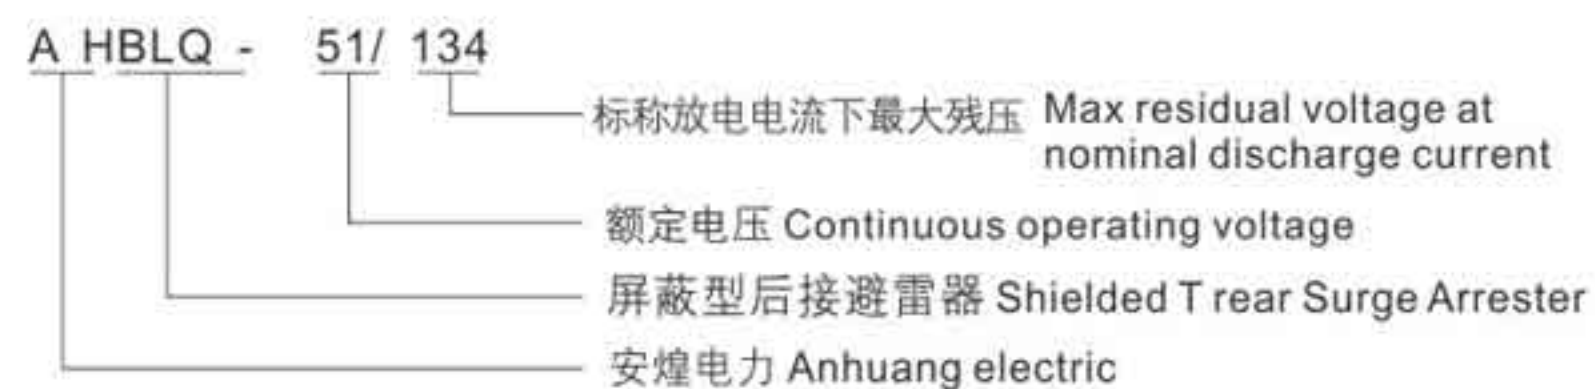 A HBLQ - 51/ 134
标称放电电流下最大残压 Max residual voltage at
nominal discharge current
额定电压 Continuous operating voltage
屏蔽型后接避雷器 Shielded T rear Surge Arrester
安煌电力 Anhuang electric